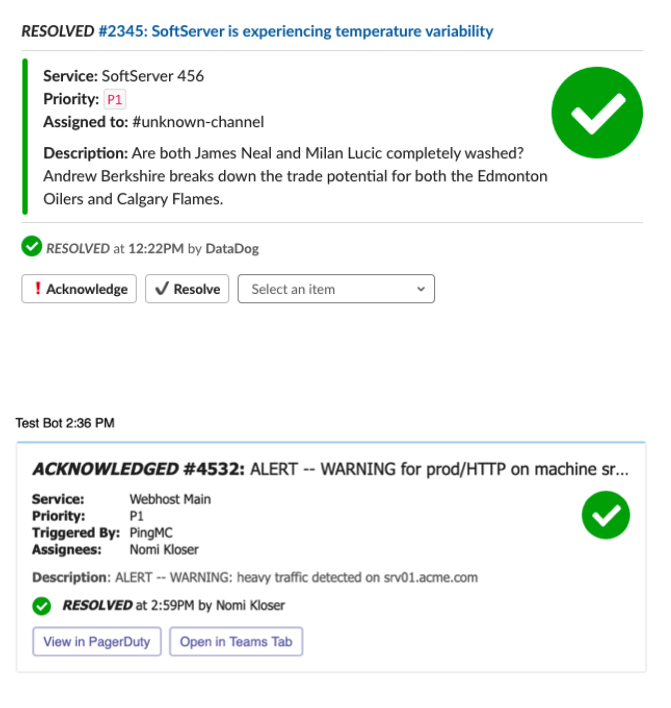 RESOLVED #2345: SoftServer is experiencing temperature variability
Service: SoftServer 456
Priority: P1
Assigned to: #unknown-channel
Description: Are both James Neal and Milan Lucic completely washed?
Andrew Berkshire breaks down the trade potential for both the Edmonton
Oilers and Calgary Flames.
RESOLVED at 12:22PM by DataDog
Acknowledge Resolve Select an item
Test Bot 2:36 PM
ACKNOWLEDGED #4532: ALERT -- WARNING for prod/HTTP on machine sr...
Service: Webhost Main
Priority: P1
Triggered By: PingMC
Assignees: Nomi Kloser
Description: ALERT -- WARNING: heavy traffic detected on srv01.acme.com
RESOLVED at 2:59PM by Nomi Kloser
View in PagerDuty Open in Teams Tab